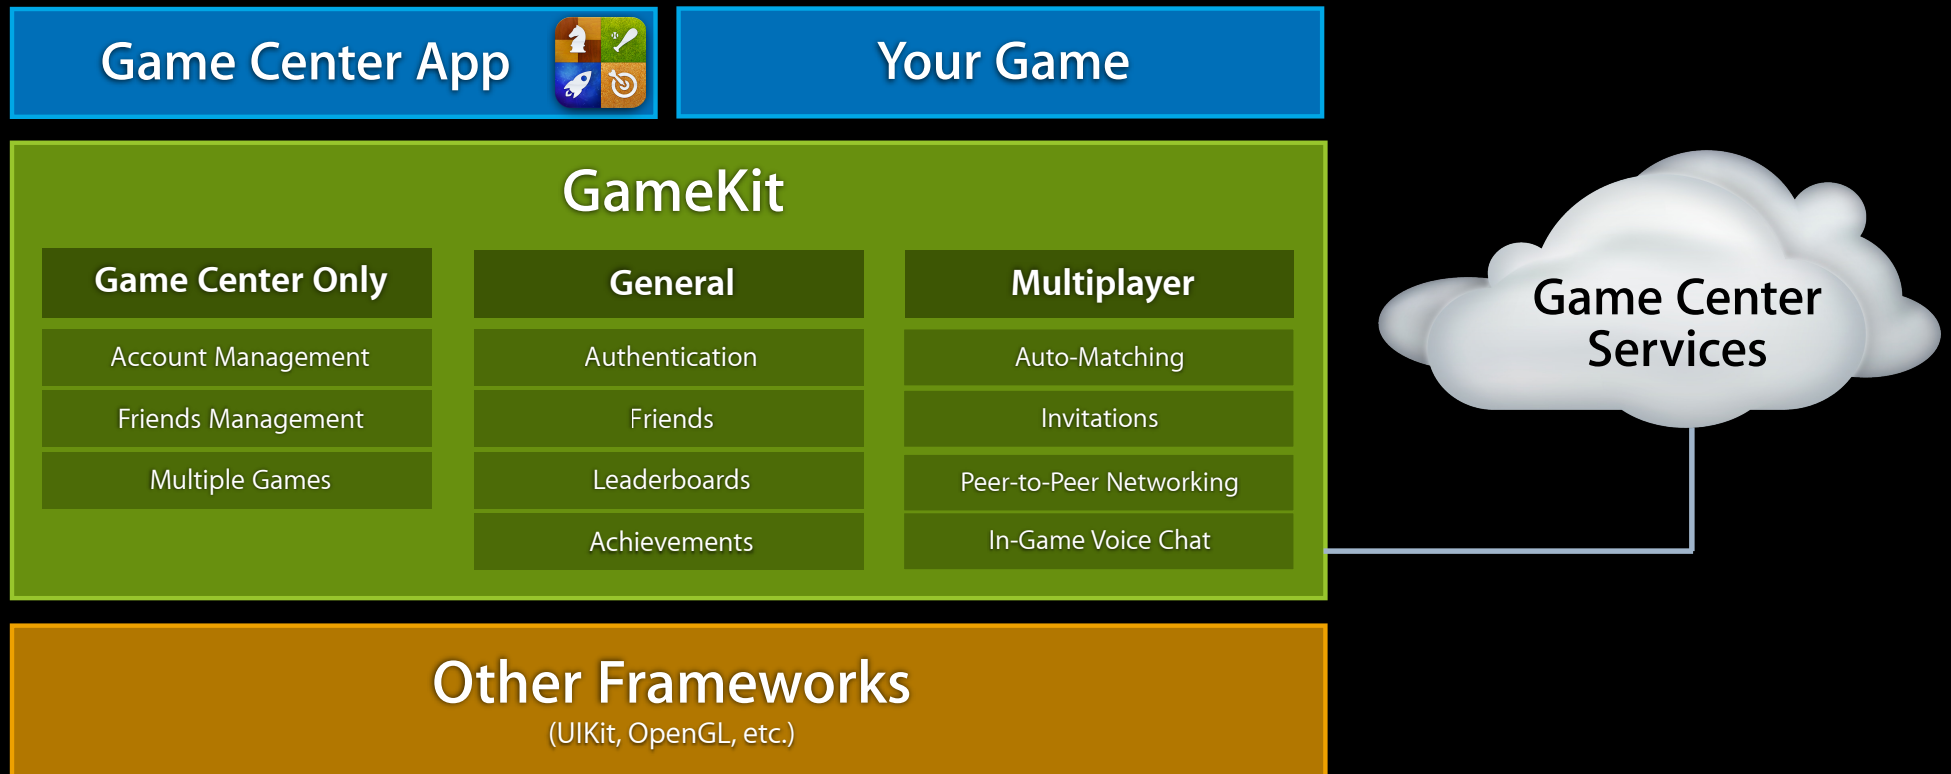 Game Center App
Your Game
GameKit
Game Center Only
Account Management
Friends Management
Multiple Games
General
Authentication
Friends
Leaderboards
Achievements
Multiplayer
Auto-Matching
Invitations
Peer-to-Peer Networking
In-Game Voice Chat
Game Center
Services
Other Frameworks
(UIKit, OpenGL, etc.)